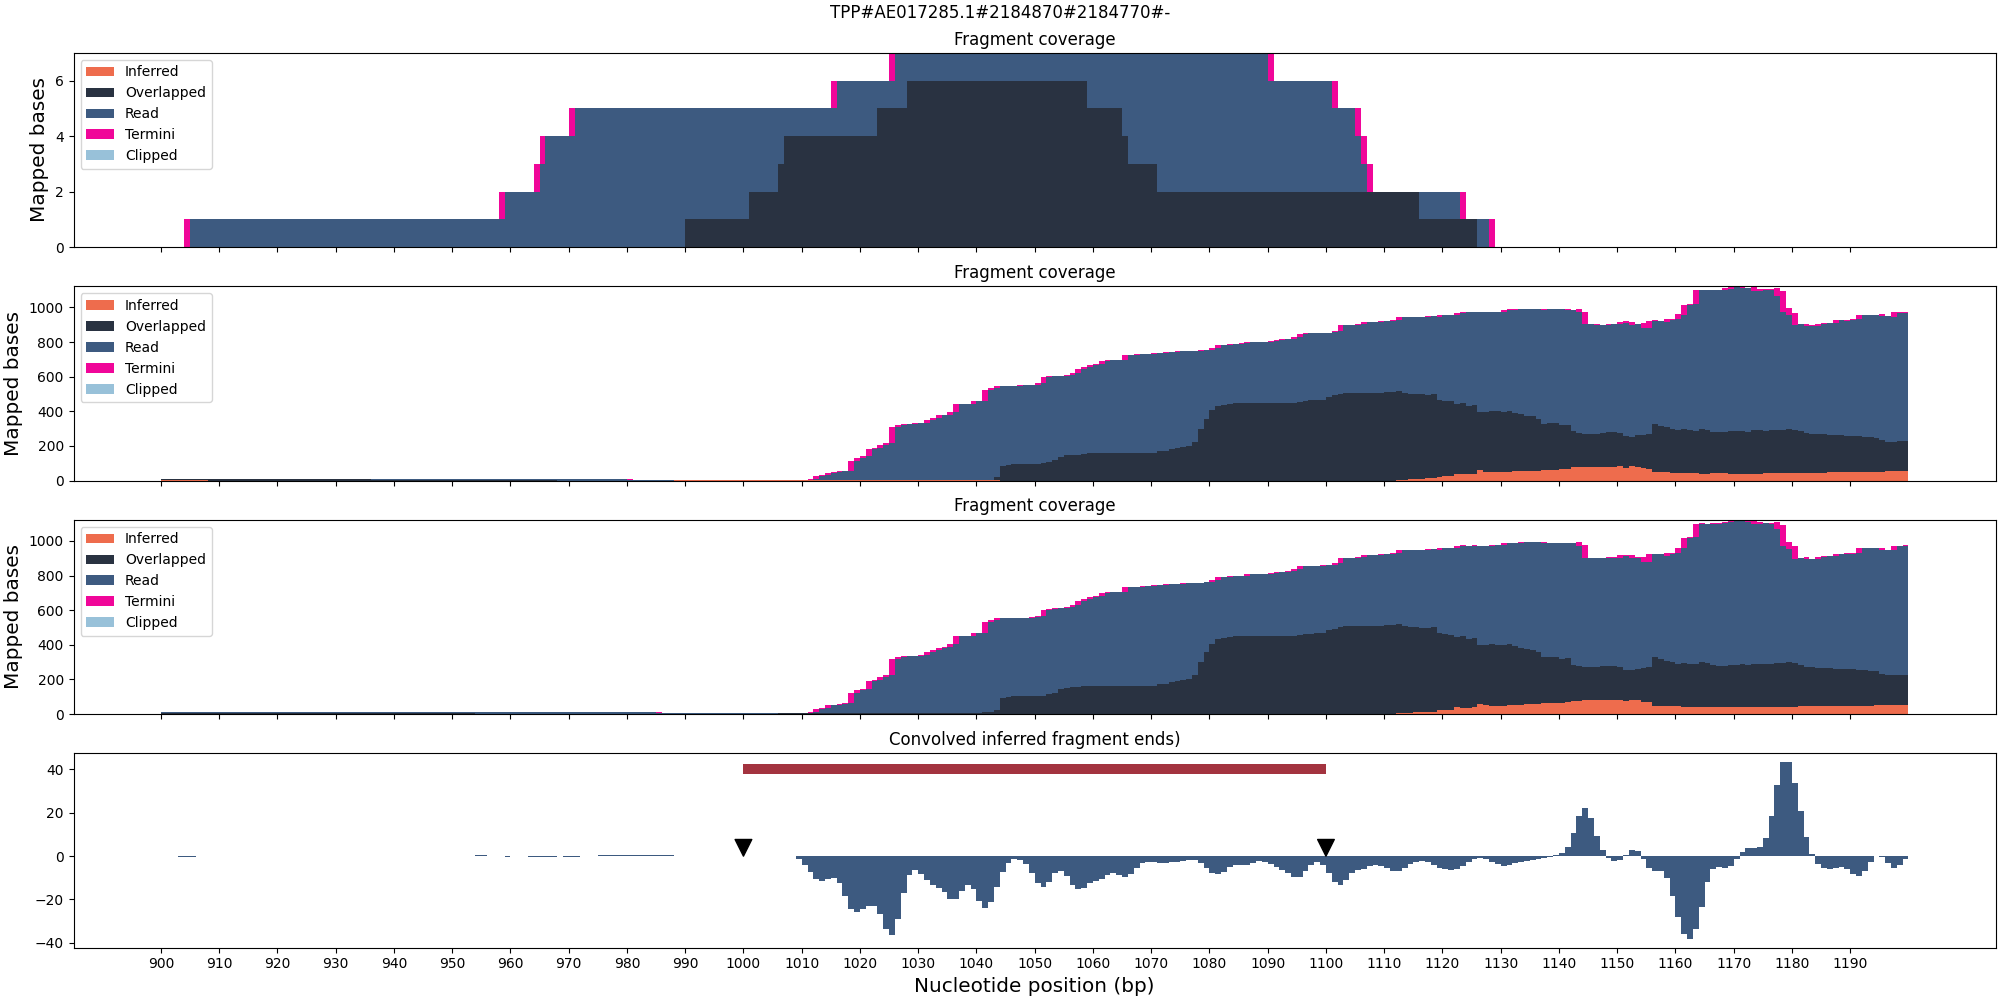 TPP#AE017285.1#2184870#2184770#-
Fragment coverage
Mapped bases
6
4
2
0
Inferred
Overlapped
Read
Termini
Clipped
Fragment coverage
Mapped bases
1000
800
600
400
200
0
Inferred
Overlapped
Read
Termini
Clipped
Fragment coverage
Mapped bases
1000
800
600
400
200
0
Inferred
Overlapped
Read
Termini
Clipped
Convolved inferred fragment ends)
40
20
0
−20
−40
900 910 920 930 940 950 960 970 980 990 1000 1010 1020 1030 1040 1050 1060 1070 1080 1090 1100 1110 1120 1130 1140 1150 1160 1170 1180 1190
Nucleotide position (bp)